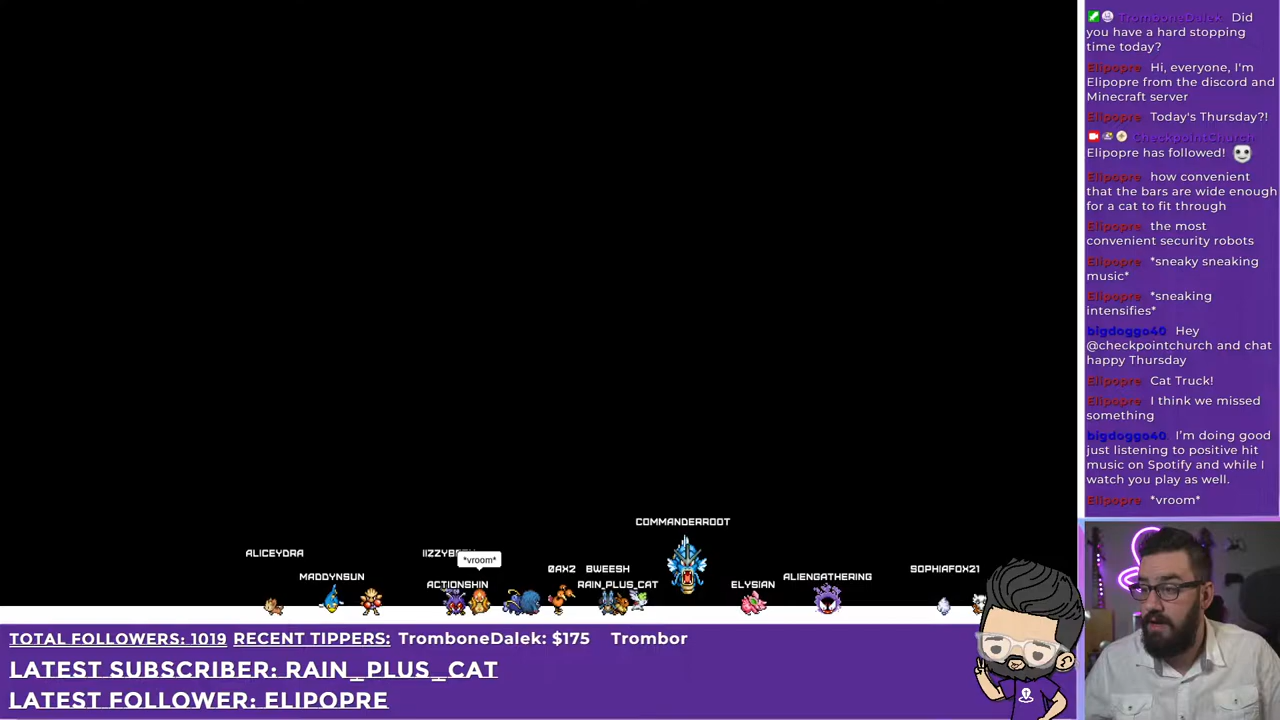 TromboneDalek Did
you have a hard stopping
time today?
Elipopre Hi, everyone, I'm
Elipopre from the discord and
Minecraft server
Elipopre Today's Thursday?!
CheckpointChurch
Elipopre has followed!
Elipopre how convenient
that the bars are wide enough
for a cat to fit through
Elipopre the most
convenient security robots
Elipopre *sneaky sneaking
music*
Elipopre *sneaking
intensifies*
bigdoggo40 Hey
@checkpointchurch and chat
happy Thursday
Elipopre Cat Truck!
Elipopre I think we missed
something
bigdoggo40 I'm doing good
just listening to positive hit
music on Spotify and while I
watch you play as well.
Elipopre *vroom*
COMMANDERROOT
ALICEYDRA
*vroom*
0AX2 BWEESH
SOPHIAFOX21
MADDYNSUN
ACTIONSHIN
RAIN_PLUS_CAT
ELYSIAN
ALIENGATHERING
TOTAL FOLLOWERS: 1019 RECENT TIPPERS: TromboneDalek: $175 Trombor
LATEST SUBSCRIBER: RAIN_PLUS_CAT
LATEST FOLLOWER: ELIPOPRE